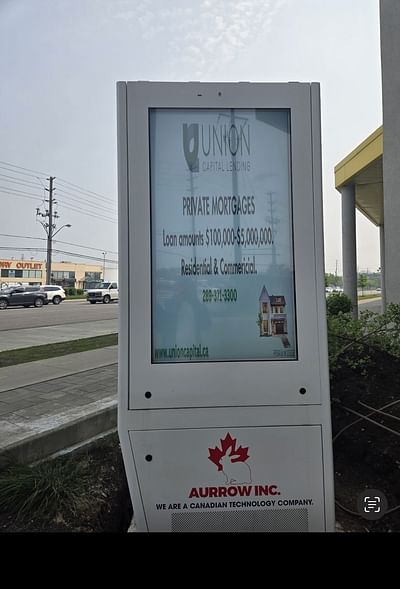 UNION
CAPITAL LENDING
PRIVATE MORTGAGES
Loan amounts $100,000-$5,000,000.
Residential & Commercial.
289-371-3300
www.unioncapital.ca
OUTLET
AURROW INC.
WE ARE A CANADIAN TECHNOLOGY COMPANY.